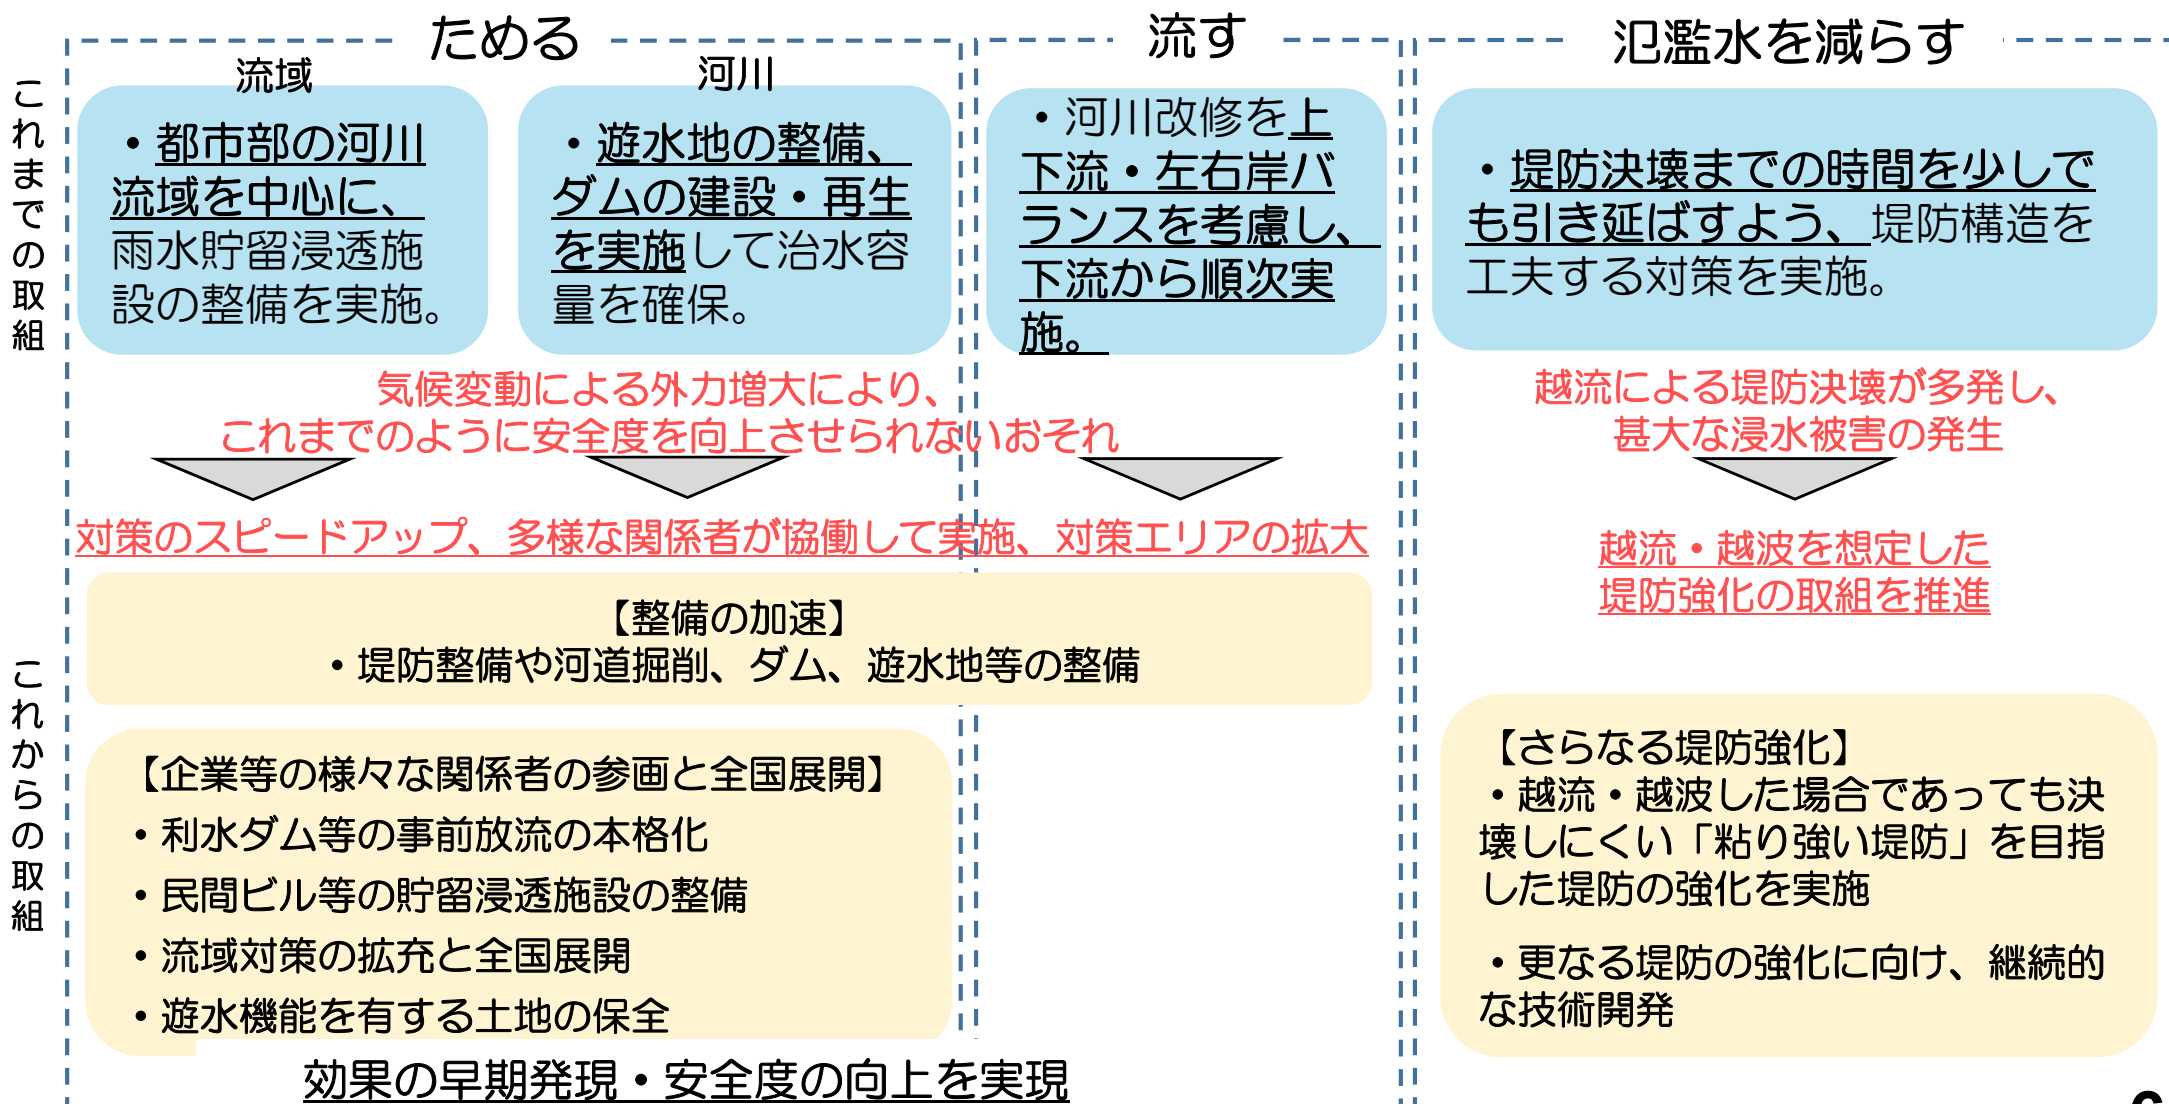 ためる
流す
氾濫水を減らす
これまでの取組
流域
・都市部の河川
流域を中心に、
雨水貯留浸透施
設の整備を実施。
河川
・遊水地の整備、
ダムの建設・再生
を実施して治水容
量を確保。
・河川改修を上
下流・左右岸バ
ランスを考慮し、
下流から順次実
施。
・堤防決壊までの時間を少しで
も引き延ばすよう、堤防構造を
工夫する対策を実施。
気候変動による外力増大により、
これまでのように安全度を向上させられないおそれ
越流による堤防決壊が多発し、
甚大な浸水被害の発生
対策のスピードアップ、多様な関係者が協働して実施、対策エリアの拡大
越流・越波を想定した
堤防強化の取組を推進
これからの取組
【整備の加速】
・堤防整備や河道掘削、ダム、遊水地等の整備
【企業等の様々な関係者の参画と全国展開】
・利水ダム等の事前放流の本格化
・民間ビル等の貯留浸透施設の整備
・流域対策の拡充と全国展開
・遊水機能を有する土地の保全
【さらなる堤防強化】
・越流・越波した場合であっても決
壊しにくい「粘り強い堤防」を目指
した堤防の強化を実施
・更なる堤防の強化に向け、継続的
な技術開発
効果の早期発現・安全度の向上を実現